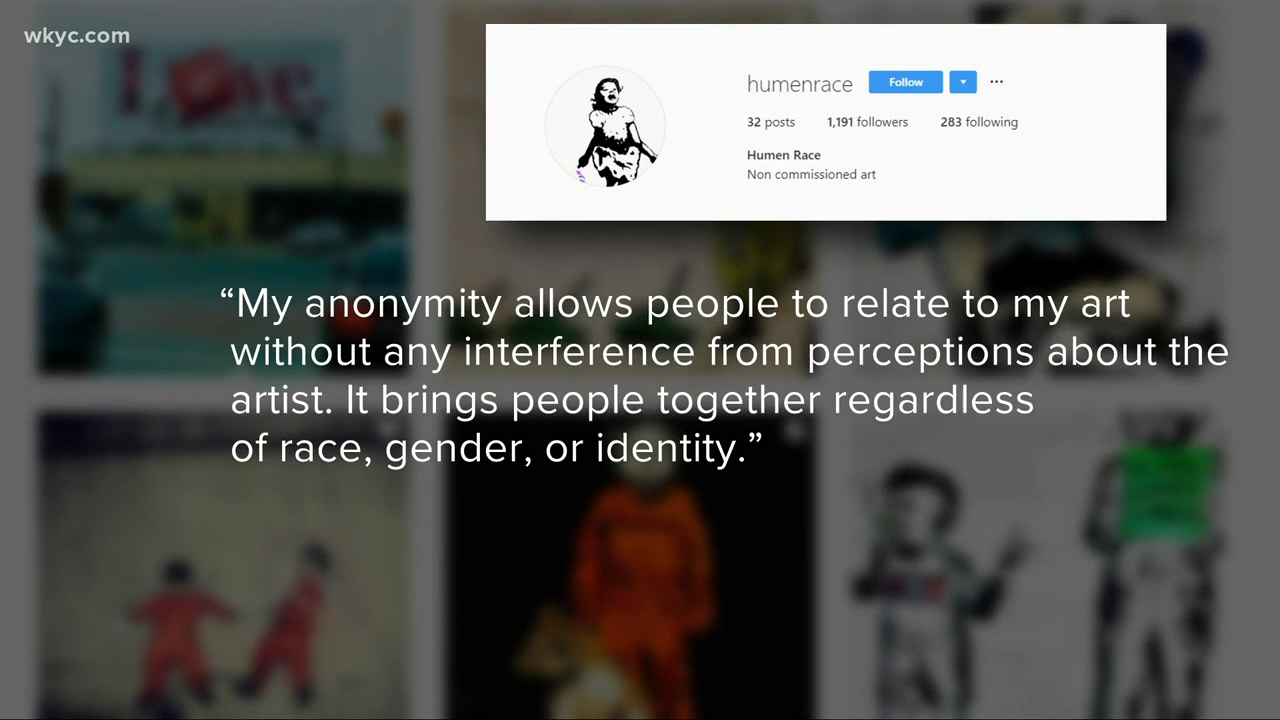 wkyc.com
humenrace Follow
32 posts 1,191 followers 283 following
Humen Race
Non commissioned art
“My anonymity allows people to relate to my art
without any interference from perceptions about the
artist. It brings people together regardless
of race, gender, or identity.”